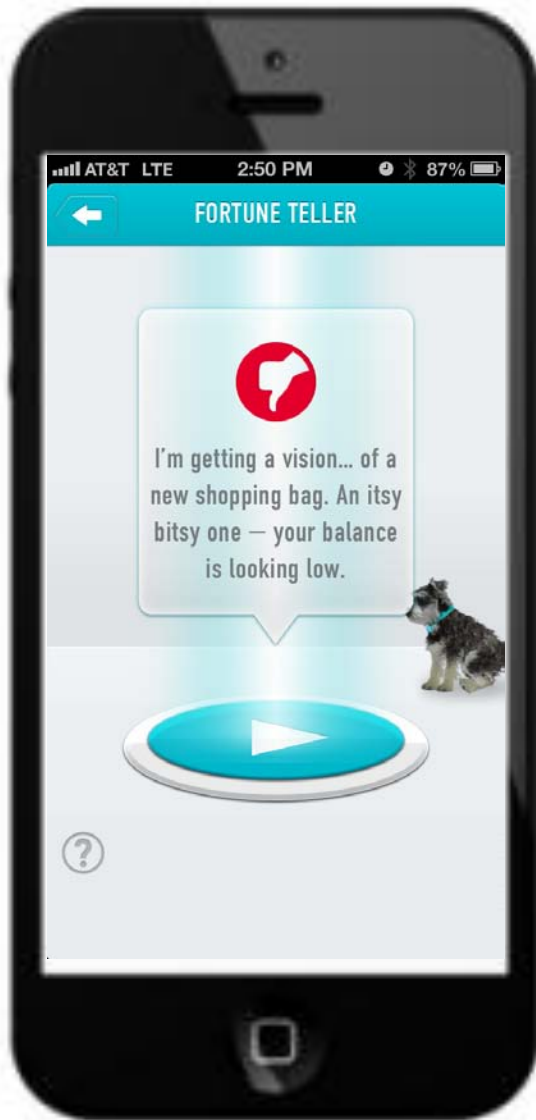 AT&T LTE 2:50 PM 87%
FORTUNE TELLER
I'm getting a vision... of a
new shopping bag. An itsy
bitsy one — your balance
is looking low.
?